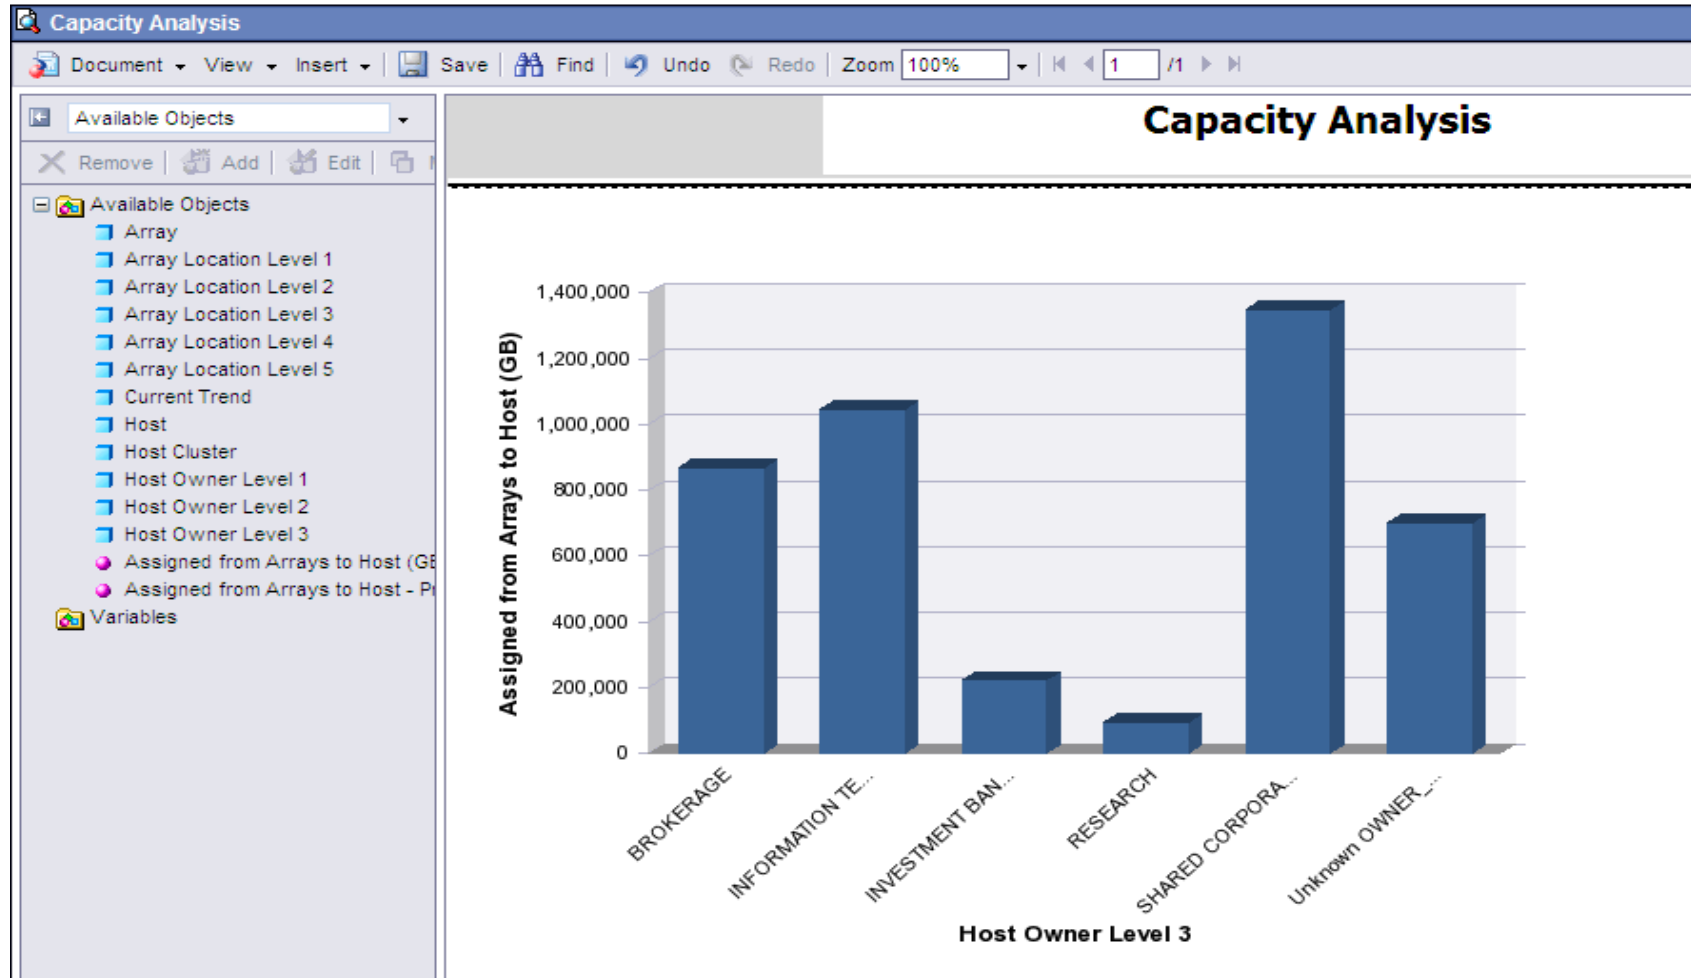 Capacity Analysis
Document View Insert Save Find Undo Redo Zoom 100% 1 /1
Available Objects
Remove Add Edit
Available Objects
Array
Array Location Level 1
Array Location Level 2
Array Location Level 3
Array Location Level 4
Array Location Level 5
Current Trend
Host
Host Cluster
Host Owner Level 1
Host Owner Level 2
Host Owner Level 3
Assigned from Arrays to Host (GB
Assigned from Arrays to Host - Pr
Variables
Capacity Analysis
Assigned from Arrays to Host (GB)
1,400,000
1,200,000
1,000,000
800,000
600,000
400,000
200,000
0
BROKERAGE
INFORMATION TE...
INVESTMENT BAN...
RESEARCH
SHARED CORPORA...
Unknown OWNER_...
Host Owner Level 3